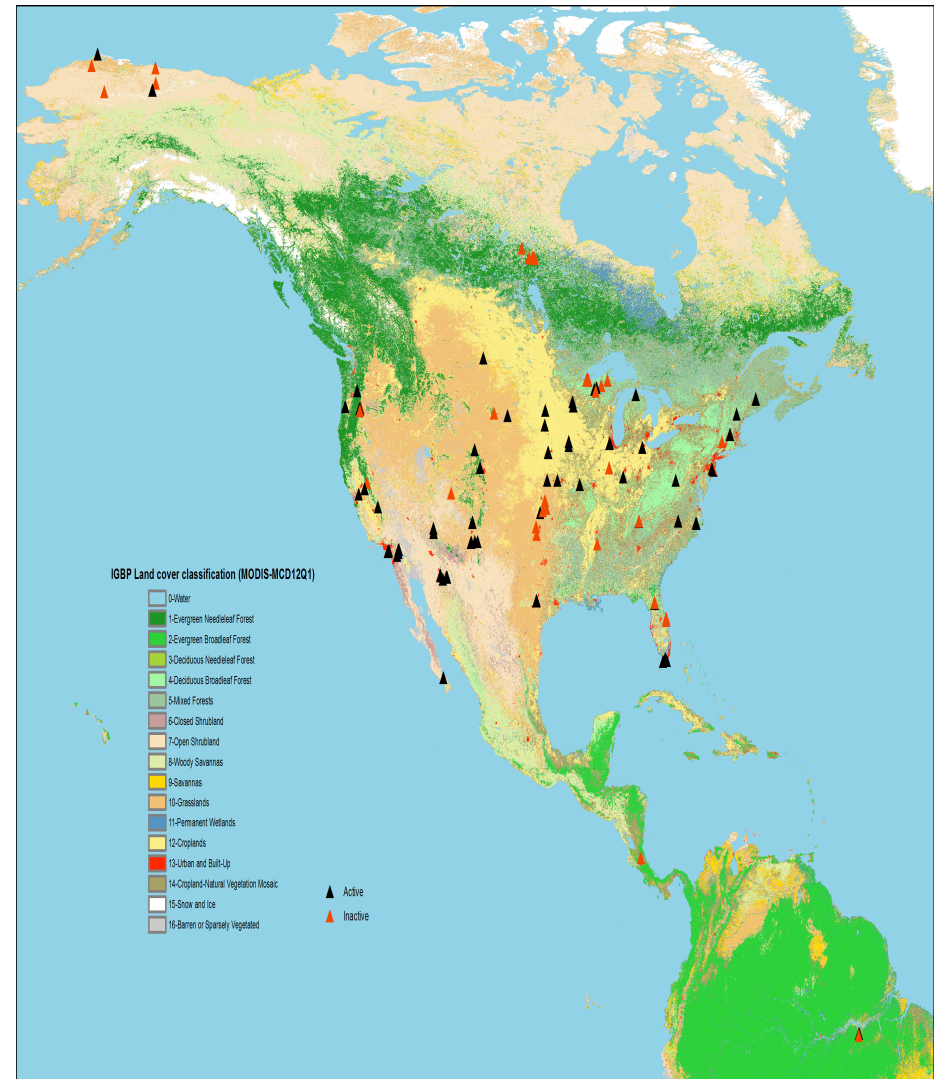 IGBP Land cover classification (MODIS-MCD12Q1)
0-Water
1-Evergreen Needleleaf Forest
2-Evergreen Broadleaf Forest
3-Deciduous Needleleaf Forest
4-Deciduous Broadleaf Forest
5-Mixed Forests
6-Closed Shrubland
7-Open Shrubland
8-Woody Savannas
9-Savannas
10-Grasslands
11-Permanent Wetlands
12-Croplands
13-Urban and Built-Up
14-Cropland-Natural Vegetation Mosaic
15-Snow and Ice
16-Barren or Sparsely Vegetated
Active
Inactive